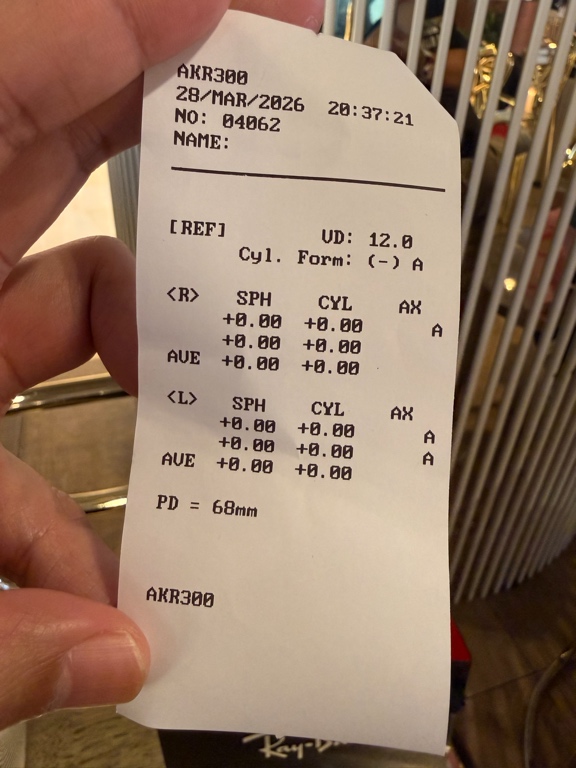 AKR300
28/MAR/2026 20:37:21
NO: 04062
NAME:
[REF] VD: 12.0
Cyl. Form: (-) A
<R> SPH CYL AX
+0.00 +0.00 A
+0.00 +0.00
AVE +0.00 +0.00
<L> SPH CYL AX
+0.00 +0.00 A
+0.00 +0.00 A
AVE +0.00 +0.00
PD = 68mm
AKR300